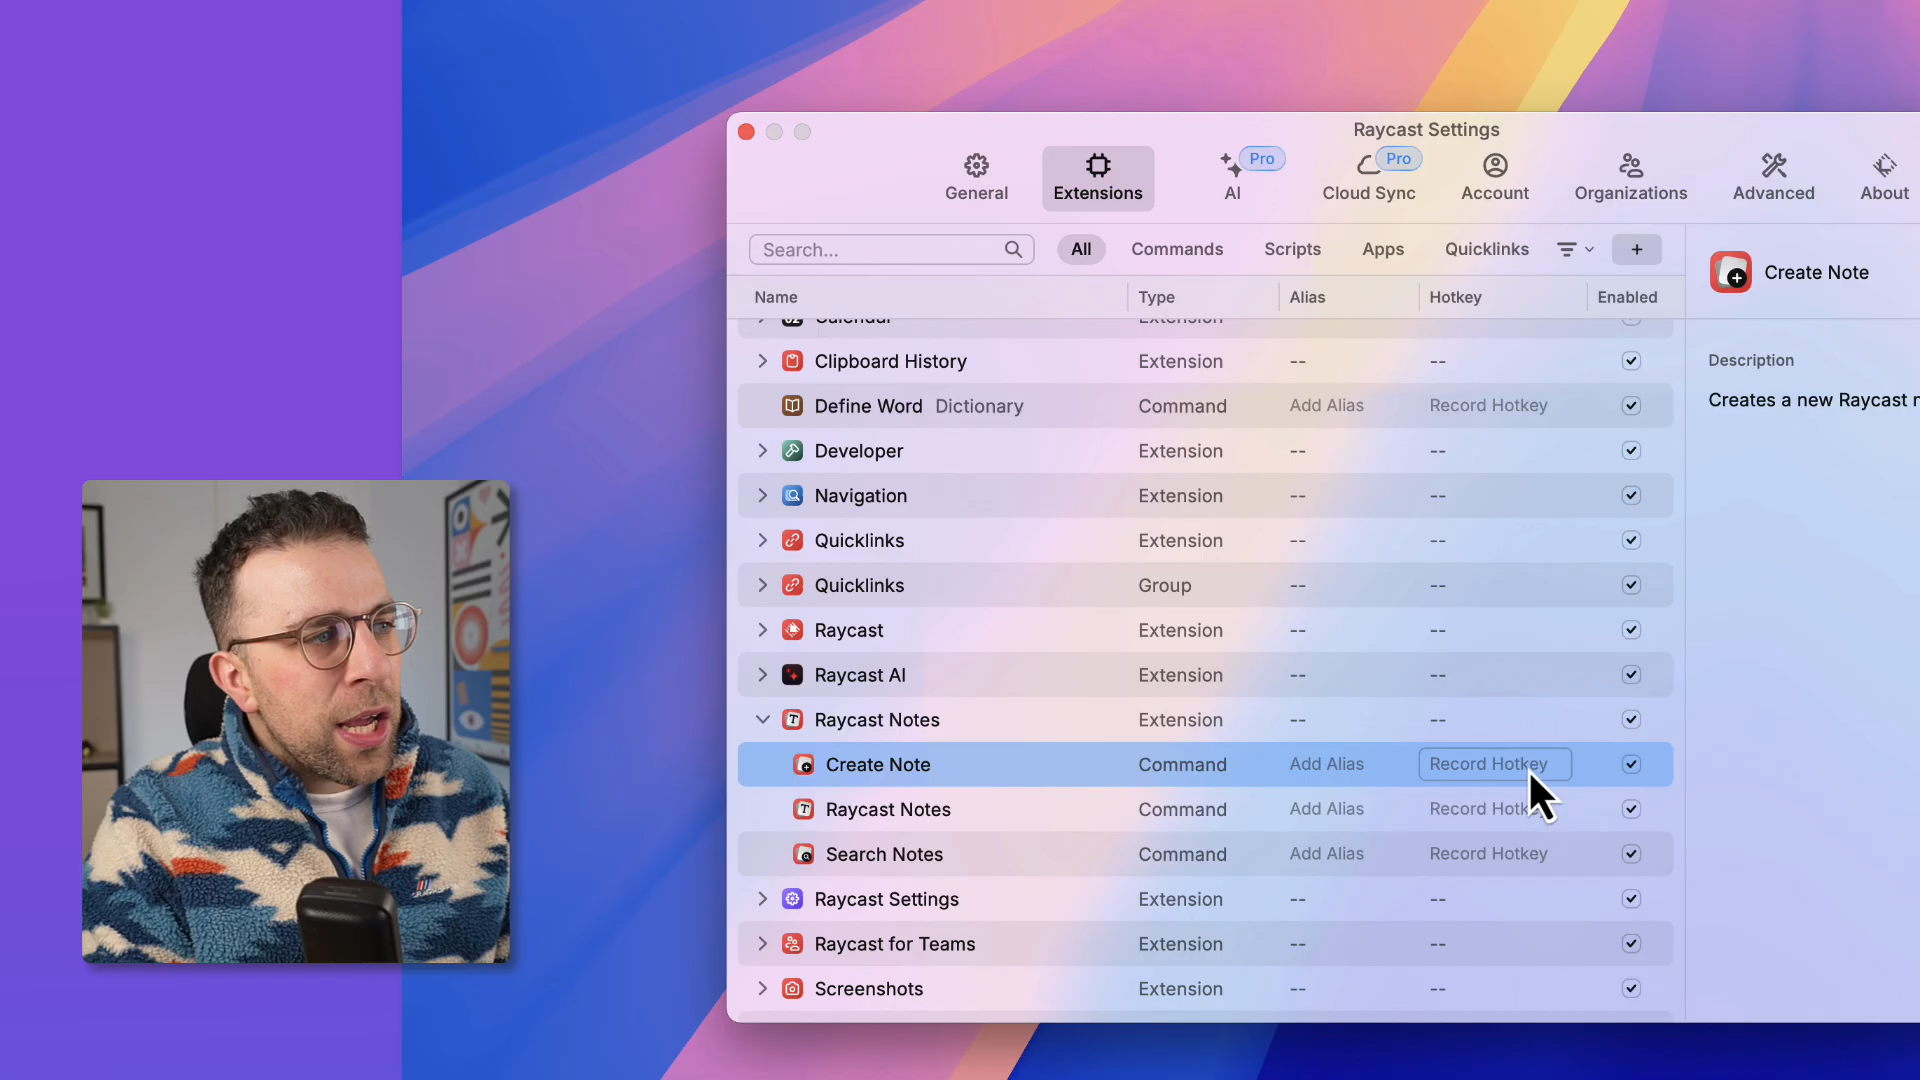 Raycast Settings
General
Extensions
Pro
AI
Pro
Cloud Sync
Account
Organizations
Advanced
About
Search...
All
Commands
Scripts
Apps
Quicklinks
+
Create Note
Name Type Alias Hotkey Enabled
Calendar Extension
Clipboard History Extension -- --
Define Word Dictionary Command Add Alias Record Hotkey
Developer Extension -- --
Navigation Extension -- --
Quicklinks Extension -- --
Quicklinks Group -- --
Raycast Extension -- --
Raycast AI Extension -- --
Raycast Notes Extension -- --
Create Note Command Add Alias Record Hotkey
Raycast Notes Command Add Alias Record
Search Notes Command Add Alias Record Hotkey
Raycast Settings Extension -- --
Raycast for Teams Extension -- --
Screenshots Extension -- --
Description
Creates a new Raycast